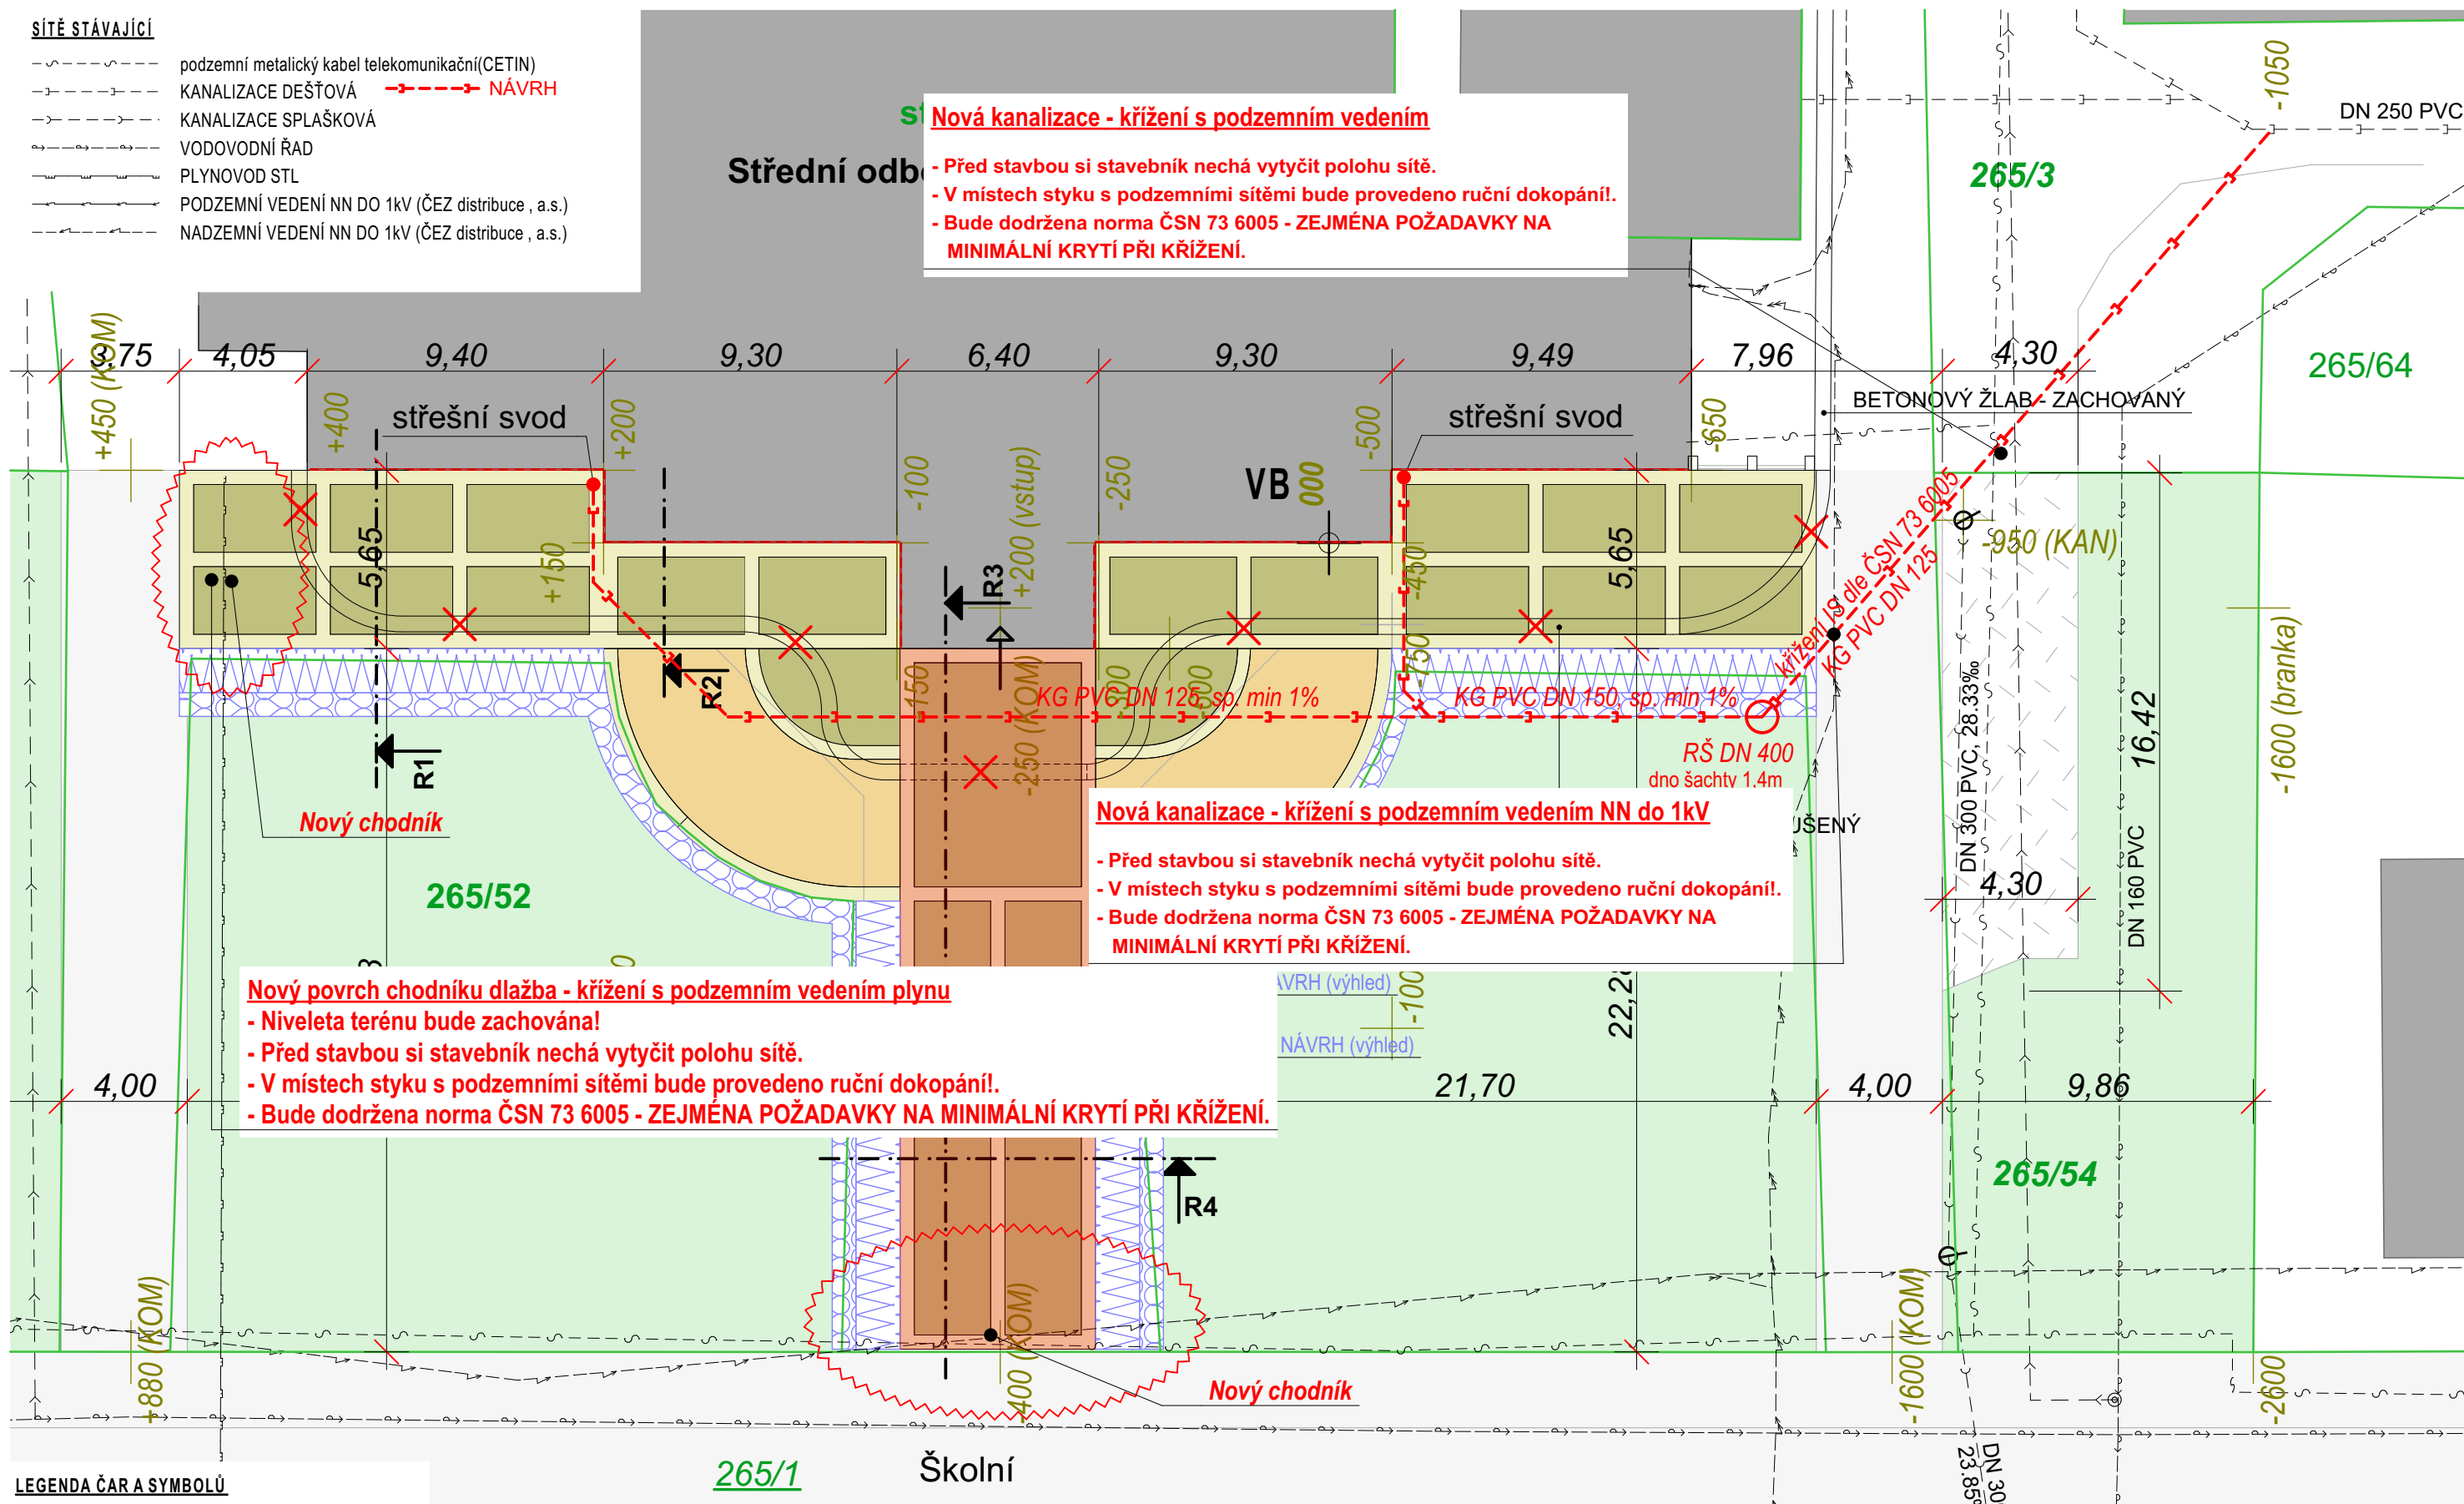 SÍTĚ STÁVAJÍCÍ
podzemní metalický kabel telekomunikační(CETIN)
KANALIZACE DEŠŤOVÁ
NÁVRH
KANALIZACE SPLAŠKOVÁ
VODOVODNÍ ŘAD
PLYNOVOD STL
PODZEMNÍ VEDENÍ NN DO 1kV (ČEZ distribuce , a.s.)
NADZEMNÍ VEDENÍ NN DO 1kV (ČEZ distribuce , a.s.)
Střední
Nová kanalizace - křížení s podzemním vedením
- Před stavbou si stavebník nechá vytyčit polohu sítě.
- V místech styku s podzemními sítěmi bude provedeno ruční dokopání!.
- Bude dodržena norma ČSN 73 6005 - ZEJMÉNA POŽADAVKY NA
MINIMÁLNÍ KRYTÍ PŘI KŘÍŽENÍ.
-1050
DN 250 PVC
265/3
265/64
3,75
4,05
9,40
9,30
6,40
9,30
9,49
7,96
4,30
+450 (KOM)
+400
střešní svod
+200
-100
+200 (vstup)
-250
VB
000
-500
střešní svod
-650
BETONOVÝ ŽLAB - ZACHOVANÝ
5,65
+150
R3
-450
5,65
křížení IS dle ČSN 73 6005
KG PVC DN 125
-950 (KAN)
R2
-150
-250 (KOM)
KG PVC DN 125, sp. min 1%
-750
KG PVC DN 150, sp. min 1%
R1
RŠ DN 400
dno šachty 1.4m
DN 300 PVC, 28.33‰
16,42
-1600 (branka)
Nový chodník
Nová kanalizace - křížení s podzemním vedením NN do 1kV
- Před stavbou si stavebník nechá vytyčit polohu sítě.
- V místech styku s podzemními sítěmi bude provedeno ruční dokopání!.
- Bude dodržena norma ČSN 73 6005 - ZEJMÉNA POŽADAVKY NA
MINIMÁLNÍ KRYTÍ PŘI KŘÍŽENÍ.
265/52
4,30
DN 160 PVC
Nový povrch chodníku dlažba - křížení s podzemním vedením plynu
- Niveleta terénu bude zachována!
- Před stavbou si stavebník nechá vytyčit polohu sítě.
- V místech styku s podzemními sítěmi bude provedeno ruční dokopání!.
- Bude dodržena norma ČSN 73 6005 - ZEJMÉNA POŽADAVKY NA MINIMÁLNÍ KRYTÍ PŘI KŘÍŽENÍ.
(výhled)
NÁVRH (výhled)
4,00
21,70
4,00
9,86
265/54
R4
+880 (KOM)
-400 (KOM)
-1600 (KOM)
-2600
Nový chodník
265/1
Školní
LEGENDA ČAR A SYMBOLŮ